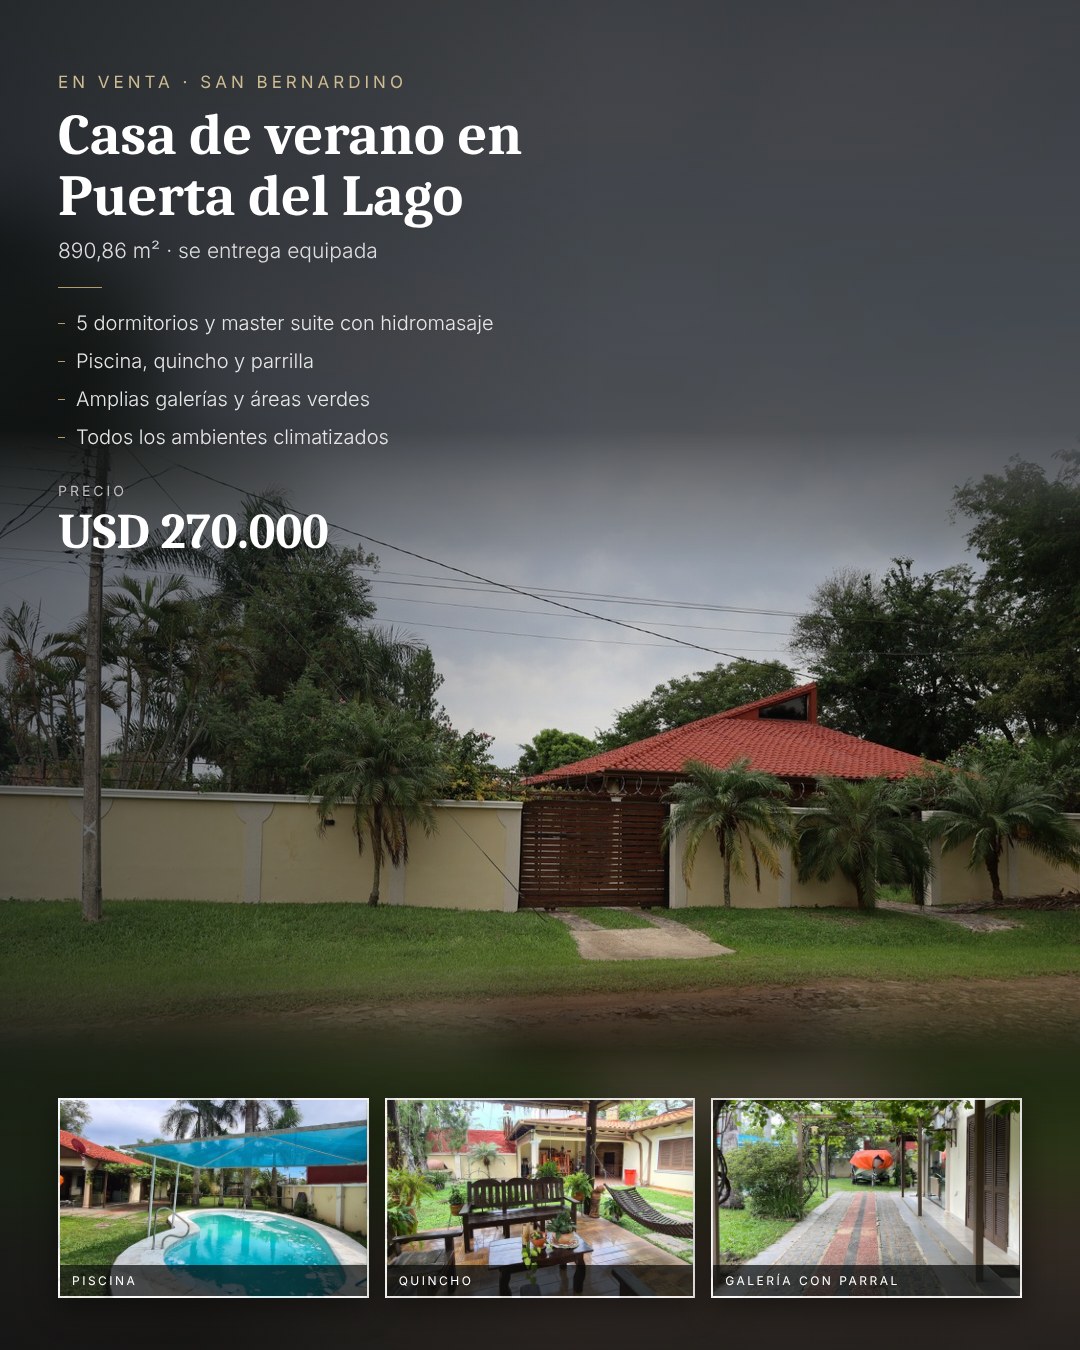 EN VENTA · SAN BERNARDINO
Casa de verano en
Puerta del Lago
890,86 m² · se entrega equipada
– 5 dormitorios y master suite con hidromasaje
– Piscina, quincho y parrilla
– Amplias galerías y áreas verdes
– Todos los ambientes climatizados
PRECIO
USD 270.000
PISCINA
QUINCHO
GALERÍA CON PARRAL